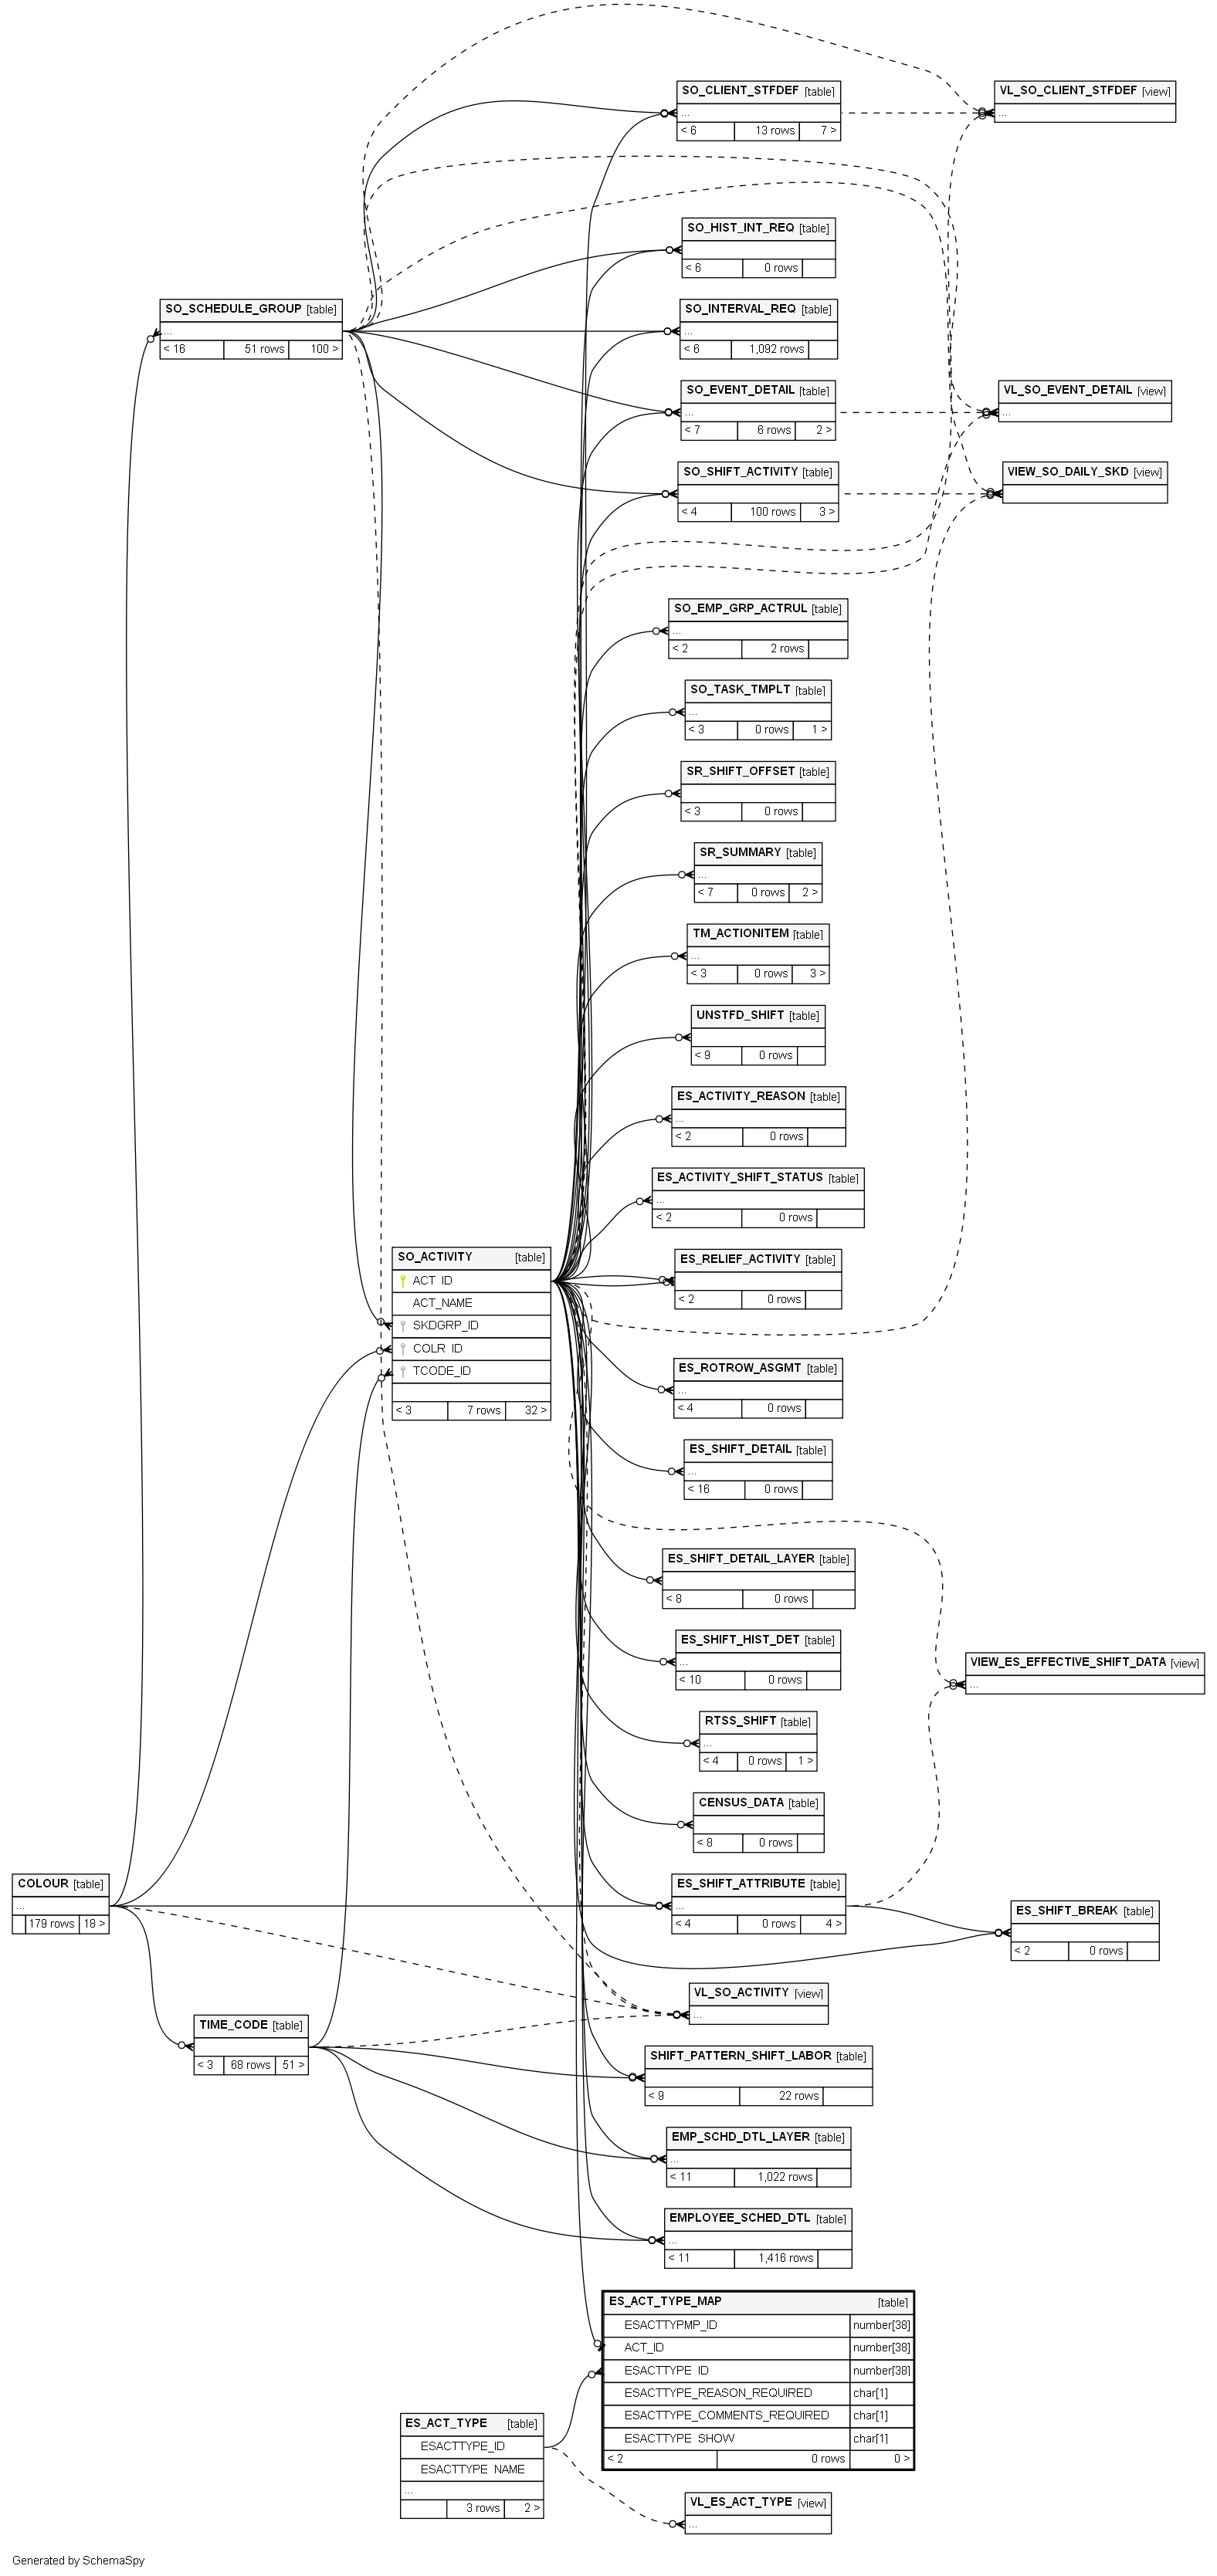 SO_CLIENT_STFDEF [table]
...
< 6 13 rows 7 >
VL_SO_CLIENT_STFDEF [view]
...
SO_HIST_INT_REQ [table]
< 6 0 rows
SO_SCHEDULE_GROUP [table]
...
< 16 51 rows 100 >
SO_INTERVAL_REQ [table]
...
< 6 1,092 rows
SO_EVENT_DETAIL [table]
...
< 7 6 rows 2 >
VL_SO_EVENT_DETAIL [view]
...
SO_SHIFT_ACTIVITY [table]
< 4 100 rows 3 >
VIEW_SO_DAILY_SKD [view]
SO_EMP_GRP_ACTRUL [table]
...
< 2 2 rows
SO_TASK_TMPLT [table]
...
< 3 0 rows 1 >
SR_SHIFT_OFFSET [table]
< 3 0 rows
SR_SUMMARY [table]
...
< 7 0 rows 2 >
TM_ACTIONITEM [table]
...
< 3 0 rows 3 >
UNSTFD_SHIFT [table]
< 9 0 rows
ES_ACTIVITY_REASON [table]
...
< 2 0 rows
ES_ACTIVITY_SHIFT_STATUS [table]
...
< 2 0 rows
SO_ACTIVITY [table]
ACT_ID
ACT_NAME
SKDGRP_ID
COLR_ID
TCODE_ID
< 3 7 rows 32 >
ES_RELIEF_ACTIVITY [table]
< 2 0 rows
ES_ROTROW_ASGMT [table]
...
< 4 0 rows
ES_SHIFT_DETAIL [table]
...
< 16 0 rows
ES_SHIFT_DETAIL_LAYER [table]
< 8 0 rows
ES_SHIFT_HIST_DET [table]
...
< 10 0 rows
VIEW_ES_EFFECTIVE_SHIFT_DATA [view]
...
RTSS_SHIFT [table]
...
< 4 0 rows 1 >
CENSUS_DATA [table]
< 8 0 rows
COLOUR [table]
...
179 rows 18 >
ES_SHIFT_ATTRIBUTE [table]
...
< 4 0 rows 4 >
ES_SHIFT_BREAK [table]
< 2 0 rows
VL_SO_ACTIVITY [view]
...
TIME_CODE [table]
< 3 68 rows 51 >
SHIFT_PATTERN_SHIFT_LABOR [table]
< 9 22 rows
EMP_SCHD_DTL_LAYER [table]
...
< 11 1,022 rows
EMPLOYEE_SCHED_DTL [table]
...
< 11 1,416 rows
ES_ACT_TYPE_MAP [table]
ESACTTYPMP_ID number[38]
ACT_ID number[38]
ESACTTYPE_ID number[38]
ESACTTYPE_REASON_REQUIRED char[1]
ESACTTYPE_COMMENTS_REQUIRED char[1]
ESACTTYPE_SHOW char[1]
< 2 0 rows 0 >
ES_ACT_TYPE [table]
ESACTTYPE_ID
ESACTTYPE_NAME
...
3 rows 2 >
VL_ES_ACT_TYPE [view]
...
Generated by SchemaSpy